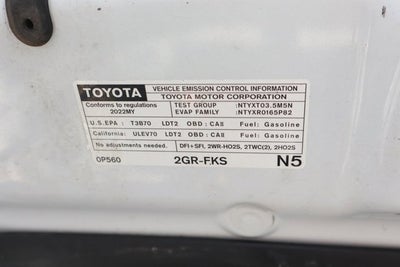 TOYOTA
VEHICLE EMISSION CONTROL INFORMATION
TOYOTA MOTOR CORPORATION
Conforms to regulations
2022MY
TEST GROUP :NTYXT03.5M5N
EVAP FAMILY :NTYXR0165P82
U.S.EPA : T3B70 LDT2 OBD : CAII Fuel: Gasoline
California: ULEV70 LDT2 OBD : CAII Fuel: Gasoline
No adjustments needed. DFI+SFI, 2WR-HO2S, 2TWC(2), 2HO2S
0P560 2GR-FKS N5